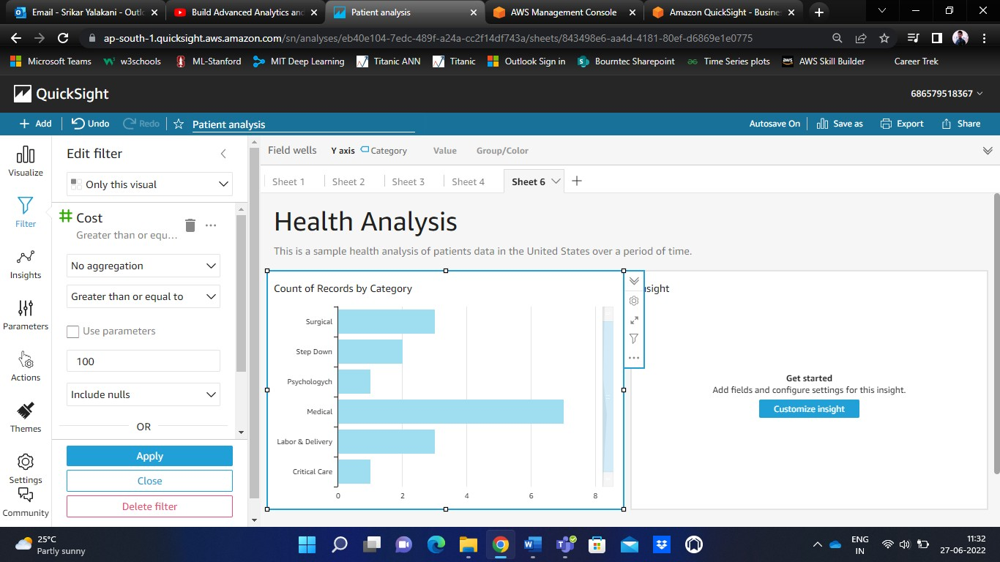 Email - Srikar Yalakani - Outlo
Build Advanced Analytics and
Patient analysis
AWS Management Console
Amazon QuickSight - Busine
ap-south-1.quicksight.aws.amazon.com/sn/analyses/eb40e104-7edc-489f-a24a-cc2f14df743a/sheets/843498e6-aa4d-4181-80ef-d6869e1e0775
Microsoft Teams w3schools ML-Stanford MIT Deep Learning Titanic ANN Titanic Outlook Sign in Bourntec Sharepoint Time Series plots AWS Skill Builder Career Trek
QuickSight
686579518367
Add Undo Redo Patient analysis Autosave On Save as Export Share
Visualize
Filter
Insights
Parameters
Actions
Themes
Settings
Community
Edit filter
Only this visual
Cost
Greater than or equ...
No aggregation
Greater than or equal to
Use parameters
100
Include nulls
OR
Apply
Close
Delete filter
Field wells Y axis Category Value Group/Color
Sheet 1 Sheet 2 Sheet 3 Sheet 4 Sheet 6
Health Analysis
This is a sample health analysis of patients data in the United States over a period of time.
Count of Records by Category
Surgical
Step Down
Psychologych
Medical
Labor & Delivery
Critical Care
0 2 4 6 8
sight
Get started
Add fields and configure settings for this insight.
Customize insight
25°C
Partly sunny
ENG
IN
11:32
27-06-2022